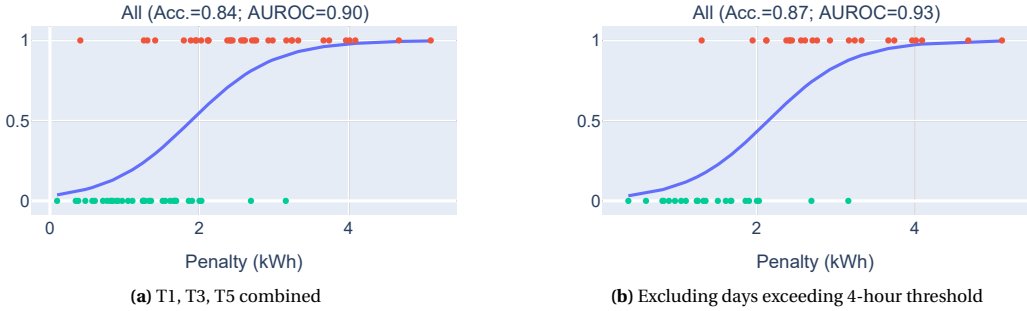 All (Acc.=0.84; AUROC=0.90)
1
0.5
0
0
2
4
Penalty (kWh)
(a) T1, T3, T5 combined
All (Acc.=0.87; AUROC=0.93)
1
0.5
0
2
4
Penalty (kWh)
(b) Excluding days exceeding 4-hour threshold